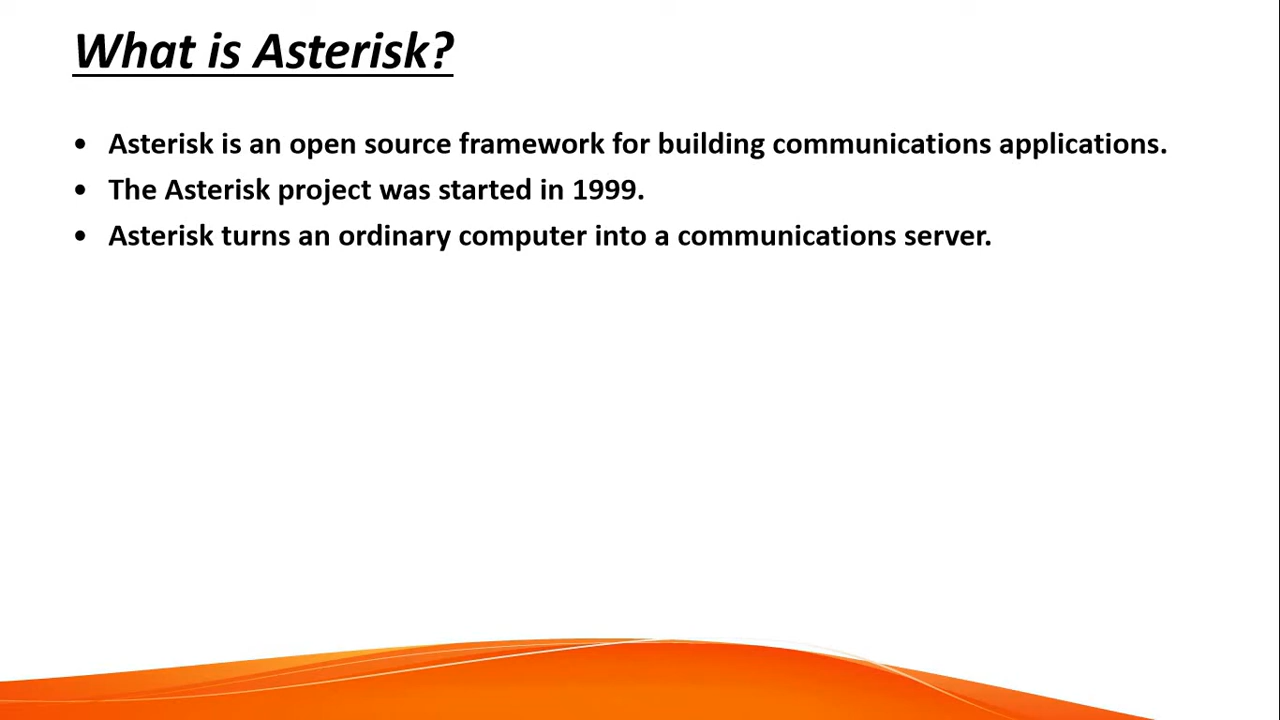 What is Asterisk?
• Asterisk is an open source framework for building communications applications.
• The Asterisk project was started in 1999.
• Asterisk turns an ordinary computer into a communications server.